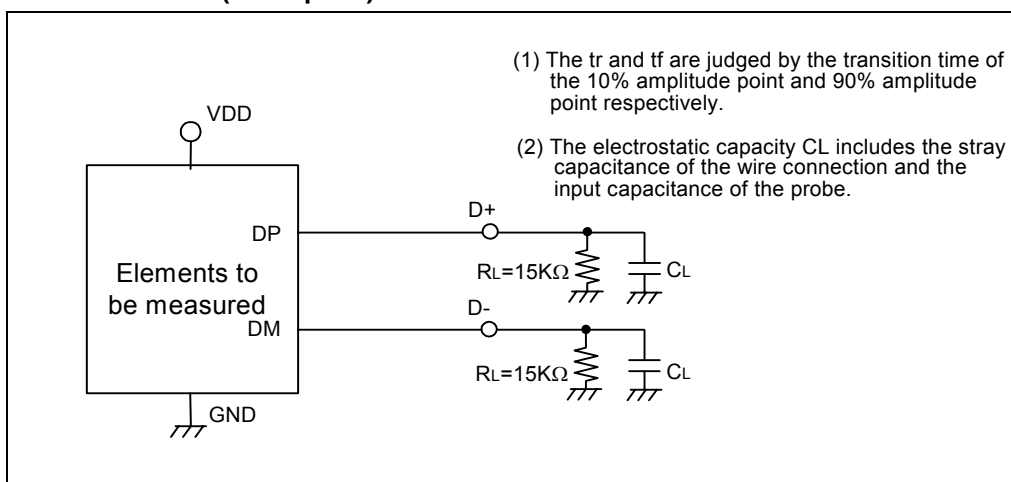 (1) The tr and tf are judged by the transition time of
the 10% amplitude point and 90% amplitude
point respectively.
(2) The electrostatic capacity CL includes the stray
capacitance of the wire connection and the
input capacitance of the probe.
VDD
D+
DP
RL=15KΩ
CL
Elements to
be measured
D-
DM
RL=15KΩ
CL
GND